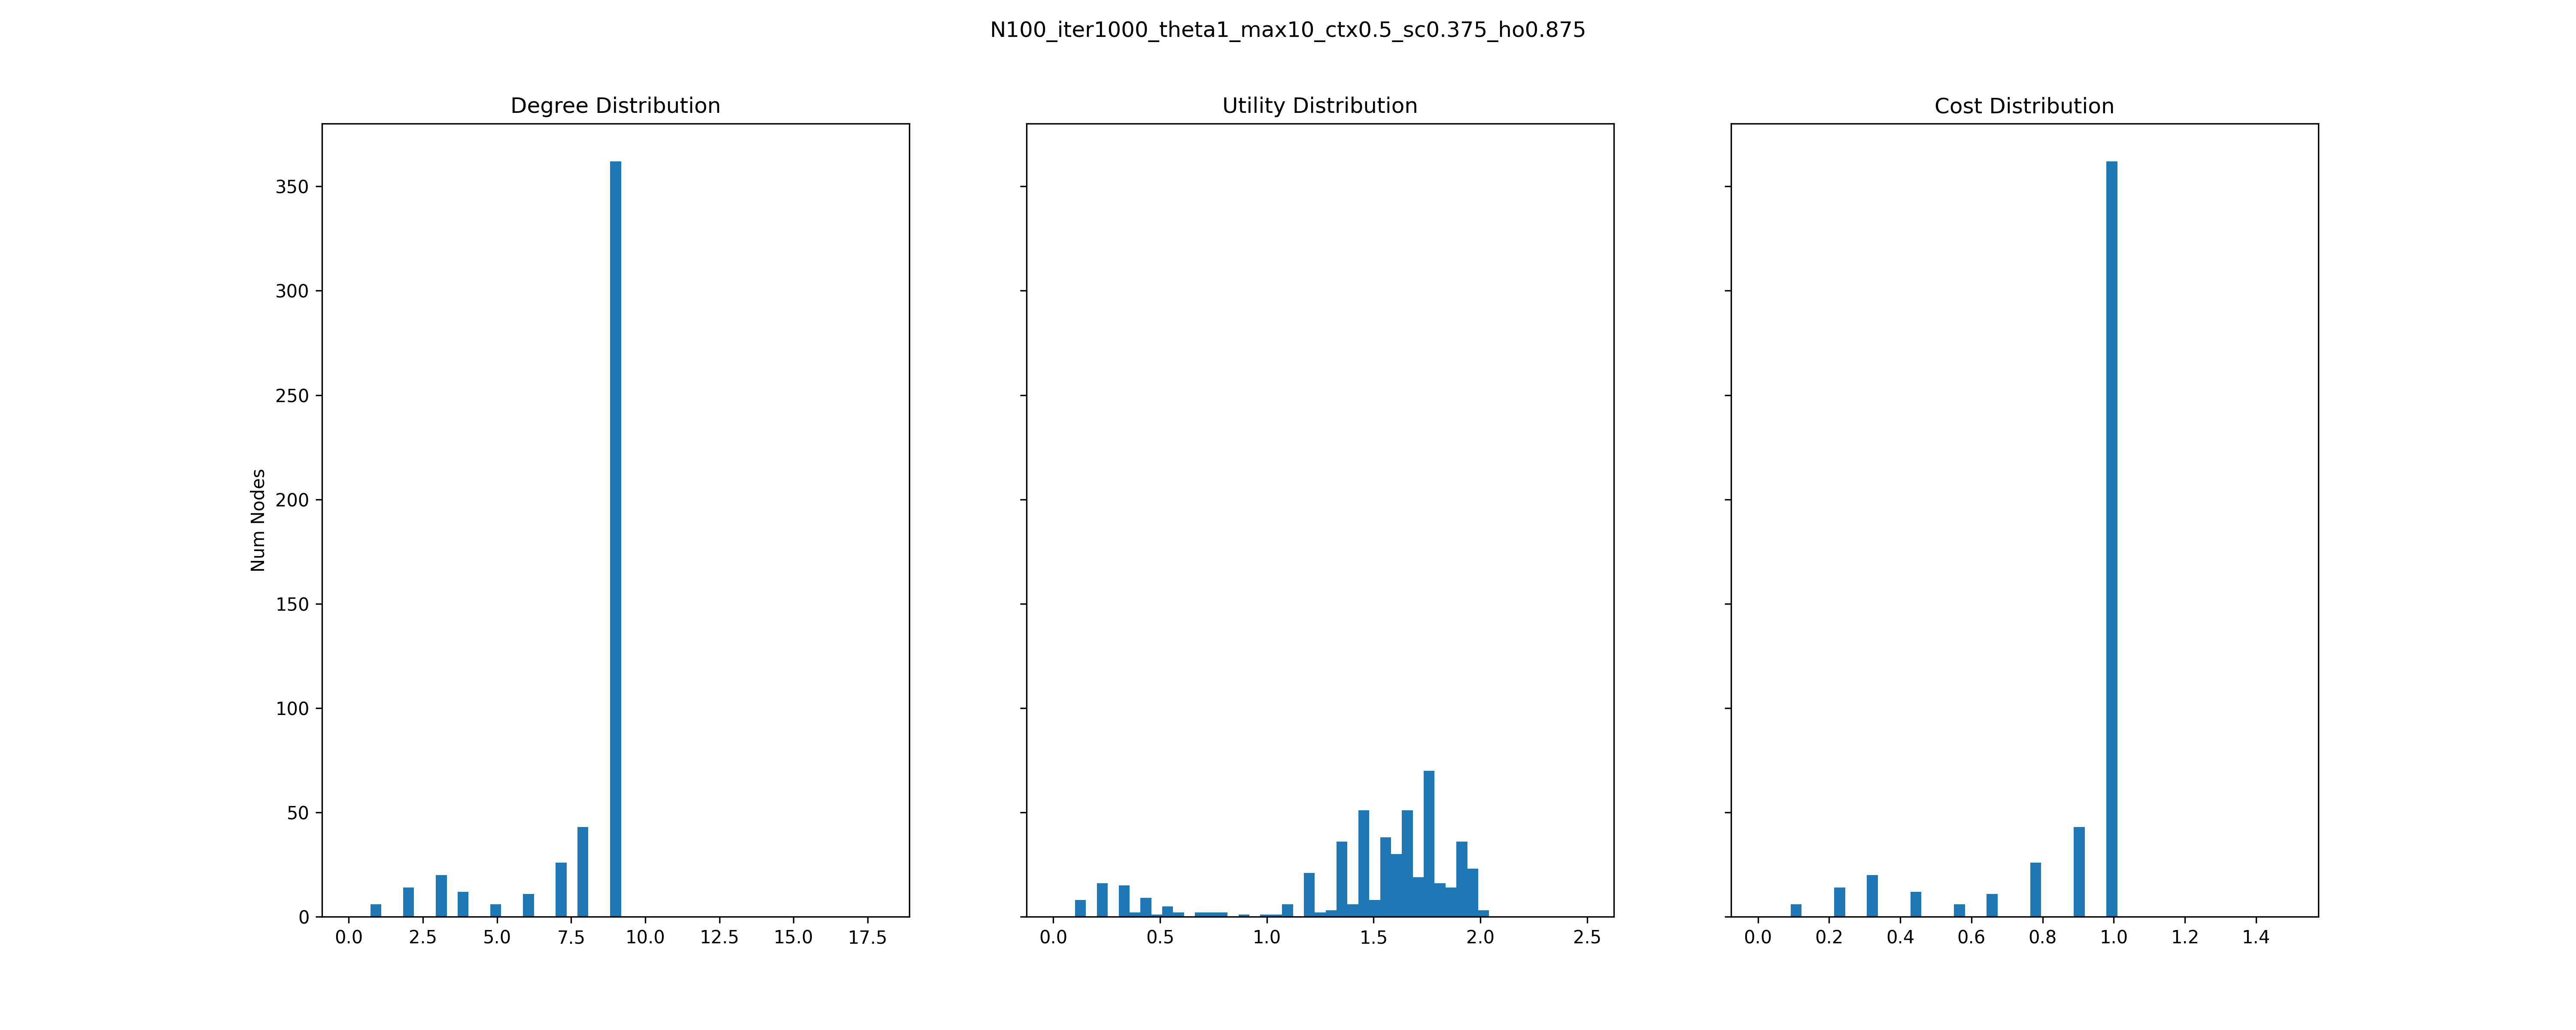 N100_iter1000_theta1_max10_ctx0.5_sc0.375_ho0.875
Degree Distribution
Utility Distribution
Cost Distribution
Num Nodes
350
300
250
200
150
100
50
0
0.0 2.5 5.0 7.5 10.0 12.5 15.0 17.5
0.0 0.5 1.0 1.5 2.0 2.5
0.0 0.2 0.4 0.6 0.8 1.0 1.2 1.4